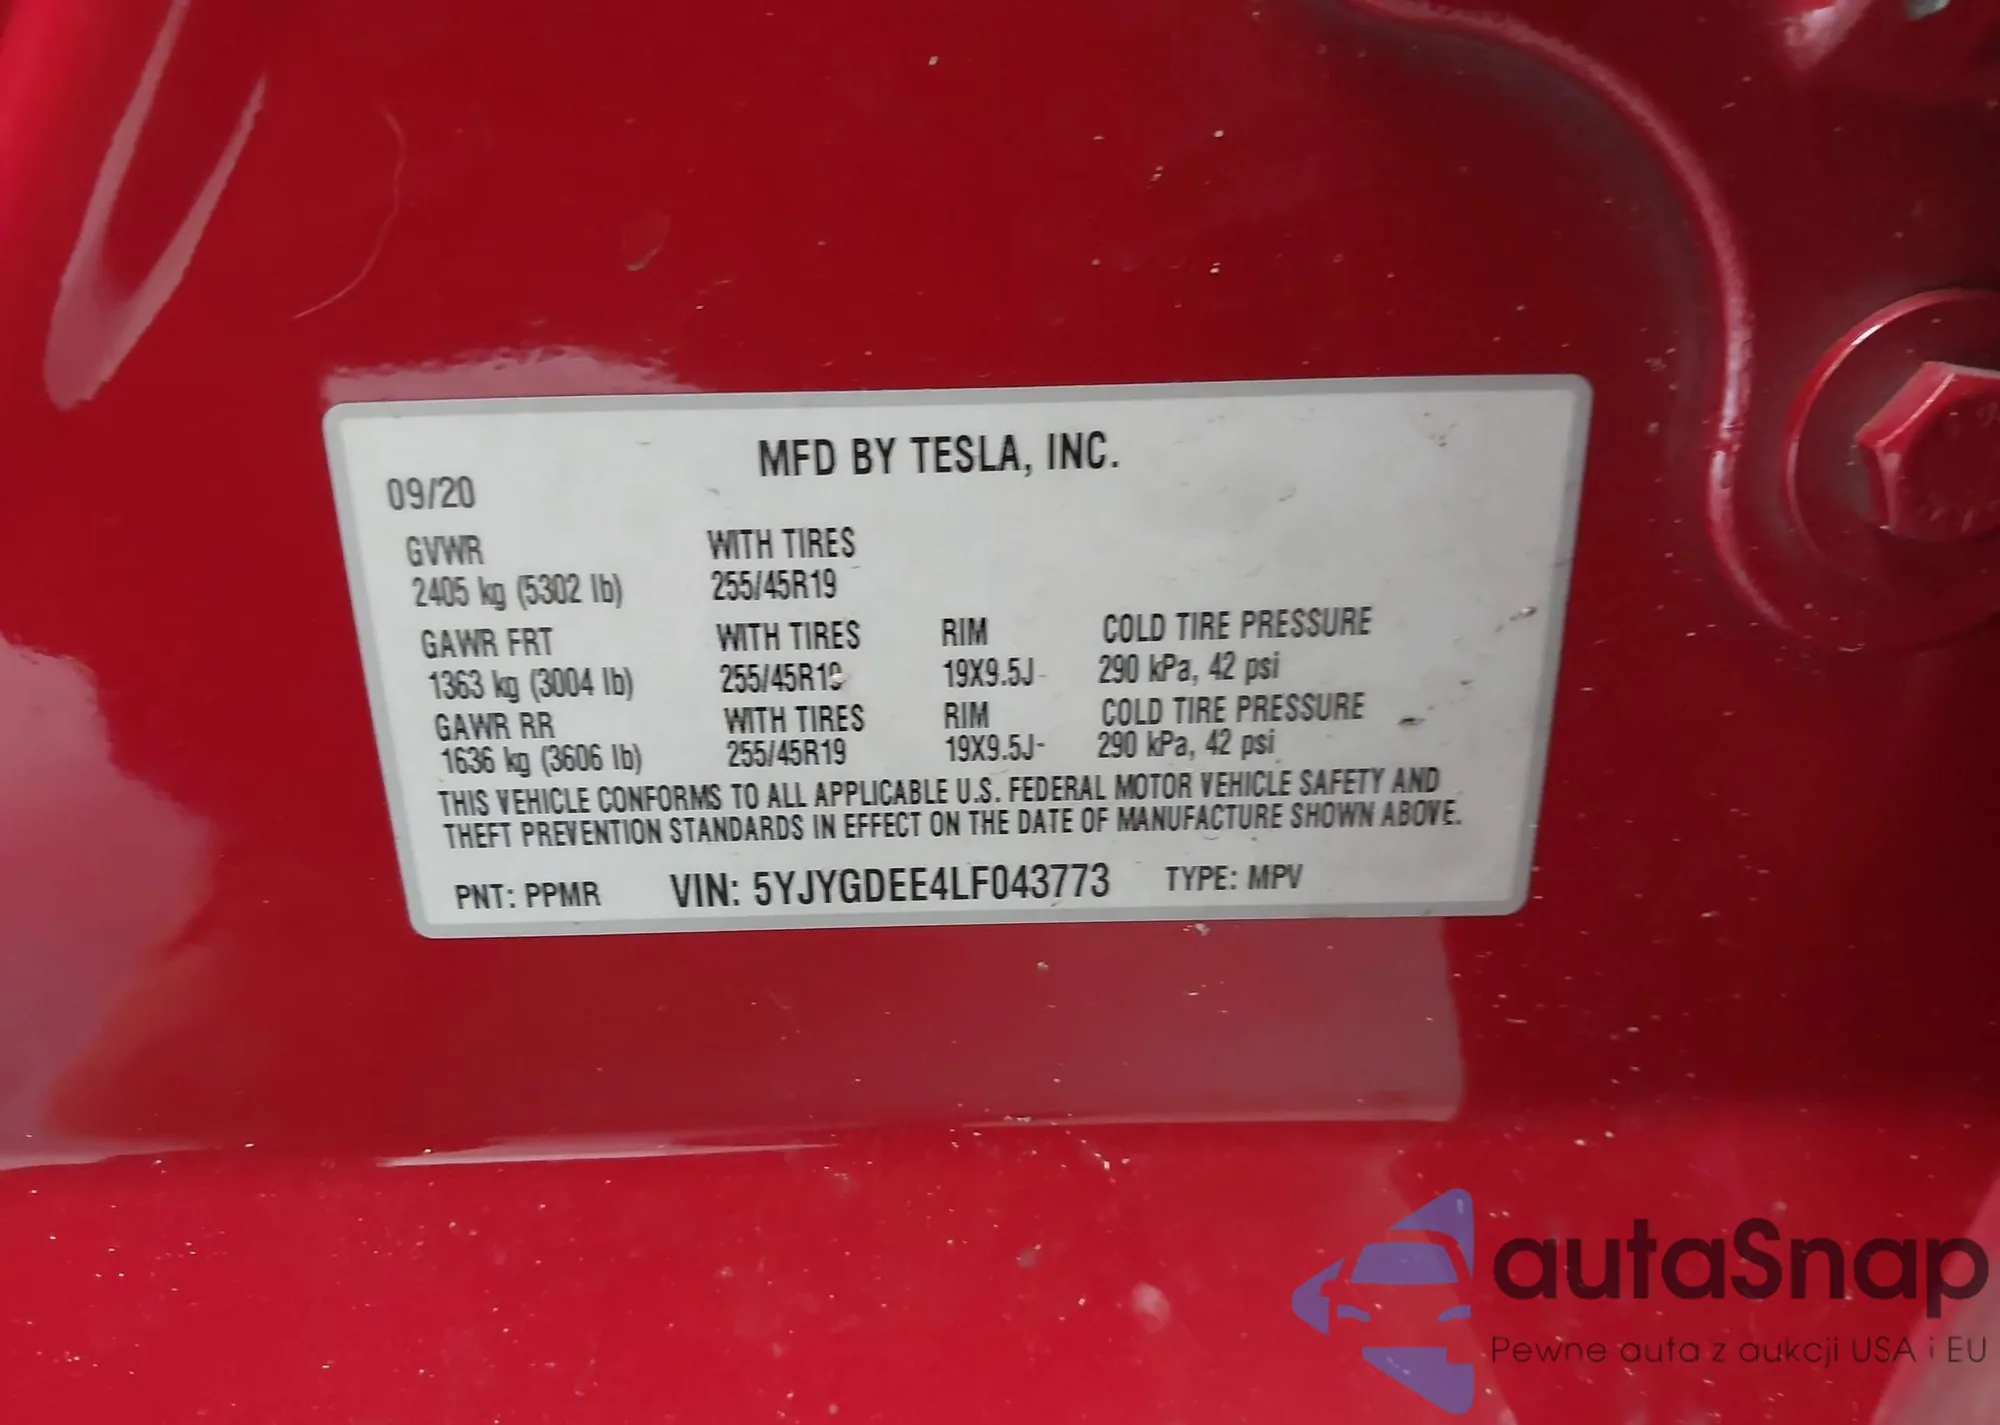 MFD BY TESLA, INC.
09/20
GVWR WITH TIRES
2405 kg (5302 lb) 255/45R19
GAWR FRT WITH TIRES RIM COLD TIRE PRESSURE
1363 kg (3004 lb) 255/45R19 19X9.5J- 290 kPa, 42 psi
GAWR RR WITH TIRES RIM COLD TIRE PRESSURE
1636 kg (3606 lb) 255/45R19 19X9.5J- 290 kPa, 42 psi
THIS VEHICLE CONFORMS TO ALL APPLICABLE U.S. FEDERAL MOTOR VEHICLE SAFETY AND
THEFT PREVENTION STANDARDS IN EFFECT ON THE DATE OF MANUFACTURE SHOWN ABOVE.
PNT: PPMR VIN: 5YJYGDEE4LF043773 TYPE: MPV
autaSnap
Pewne auta z aukcji USA i EU